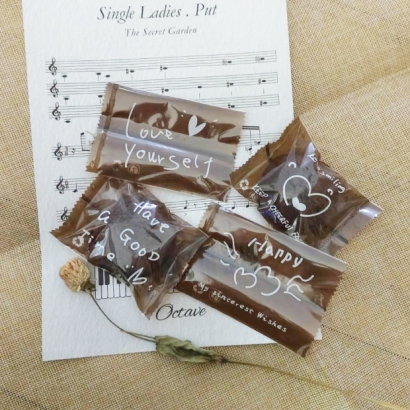 Single Ladies . Put
The Secret Garden
Love
Yourself
Have
a GOOD
Time
Happy
My sincerest Wishes
Octave